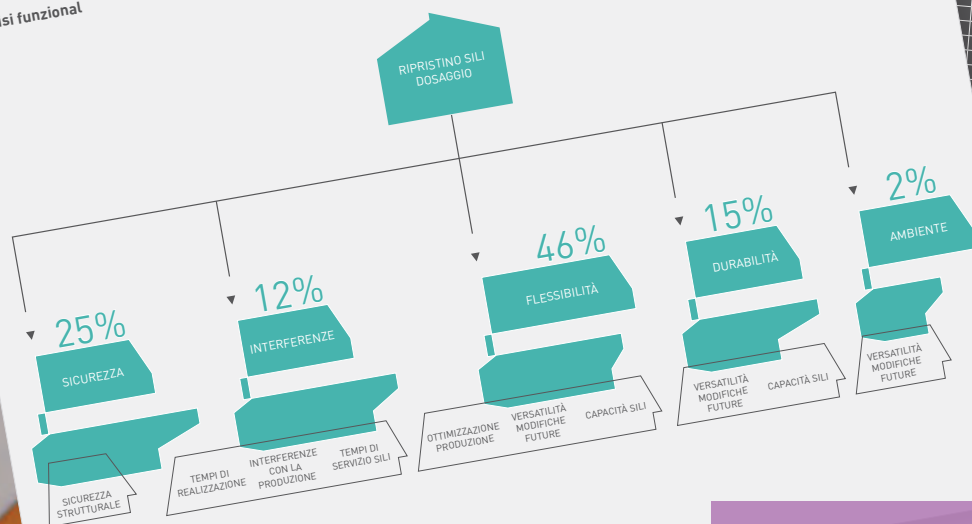 funzional
RIPRISTINO SILI
DOSAGGIO
25%
12%
46%
15%
2%
SICUREZZA
INTERFERENZE
FLESSIBILITÀ
DURABILITÀ
AMBIENTE
SICUREZZA
STRUTTURALE
TEMPI DI
REALIZZAZIONE
INTERFERENZE
CON LA
PRODUZIONE
TEMPI DI
SERVIZIO SILI
OTTIMIZZAZIONE
PRODUZIONE
VERSATILITÀ
MODIFICHE
FUTURE
CAPACITÀ SILI
VERSATILITÀ
MODIFICHE
FUTURE
CAPACITÀ SILI
VERSATILITÀ
MODIFICHE
FUTURE